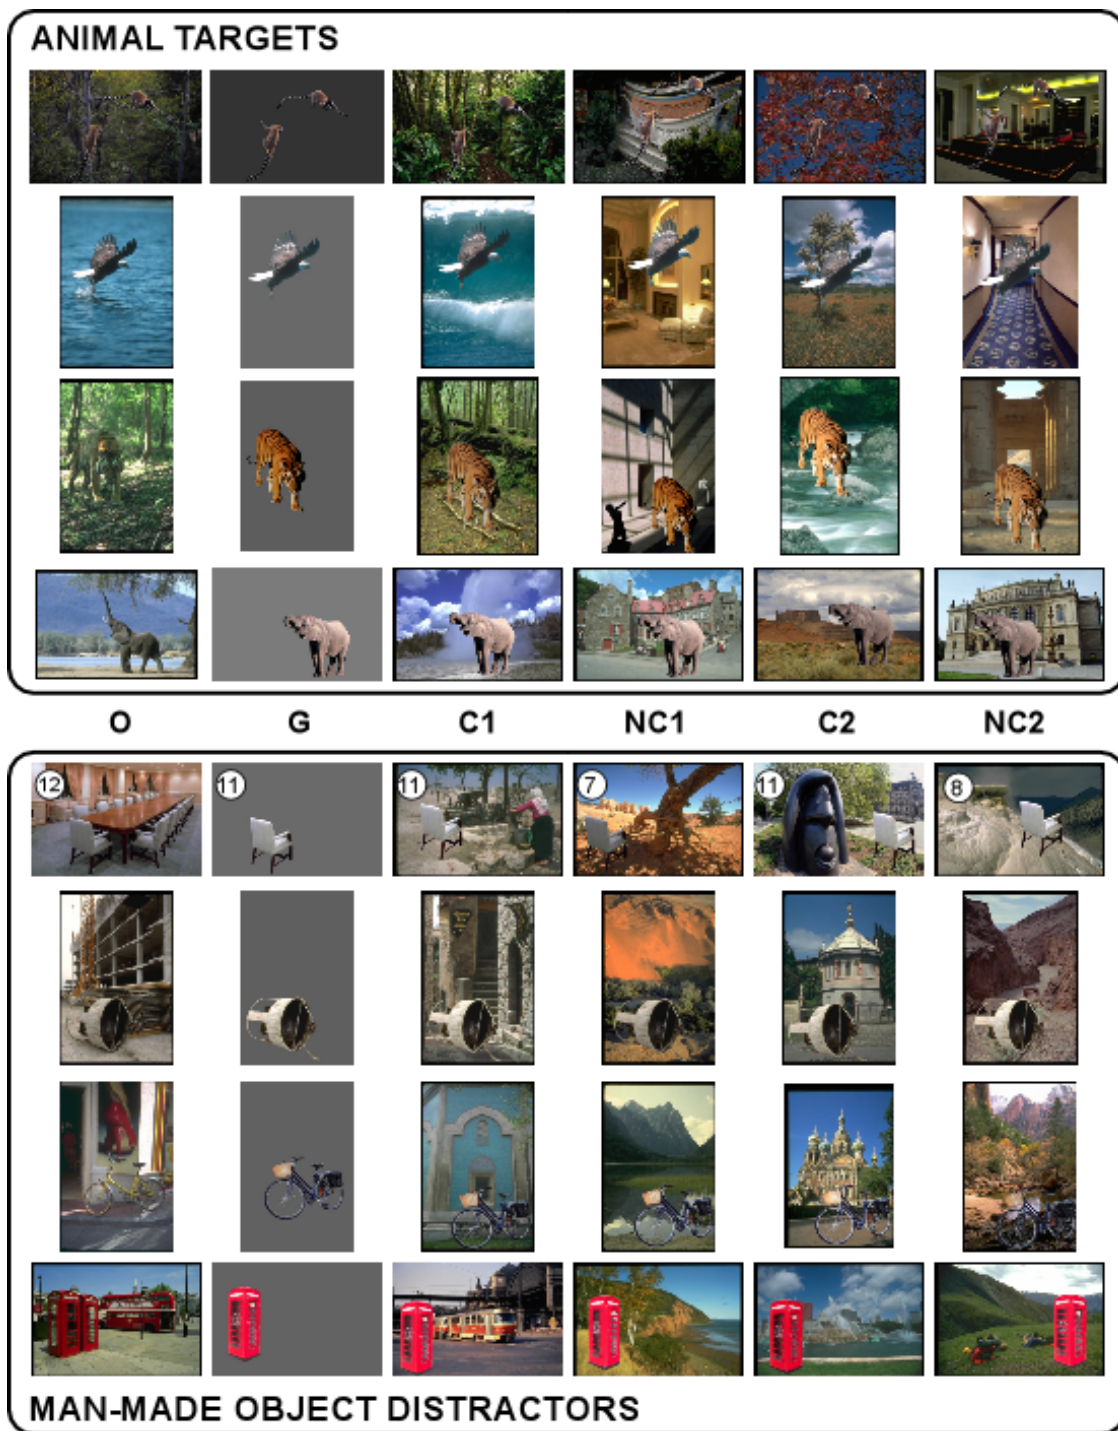 ANIMAL TARGETS
O G C1 NC1 C2 NC2
12 11 11 7 11 8
MAN-MADE OBJECT DISTRACTORS